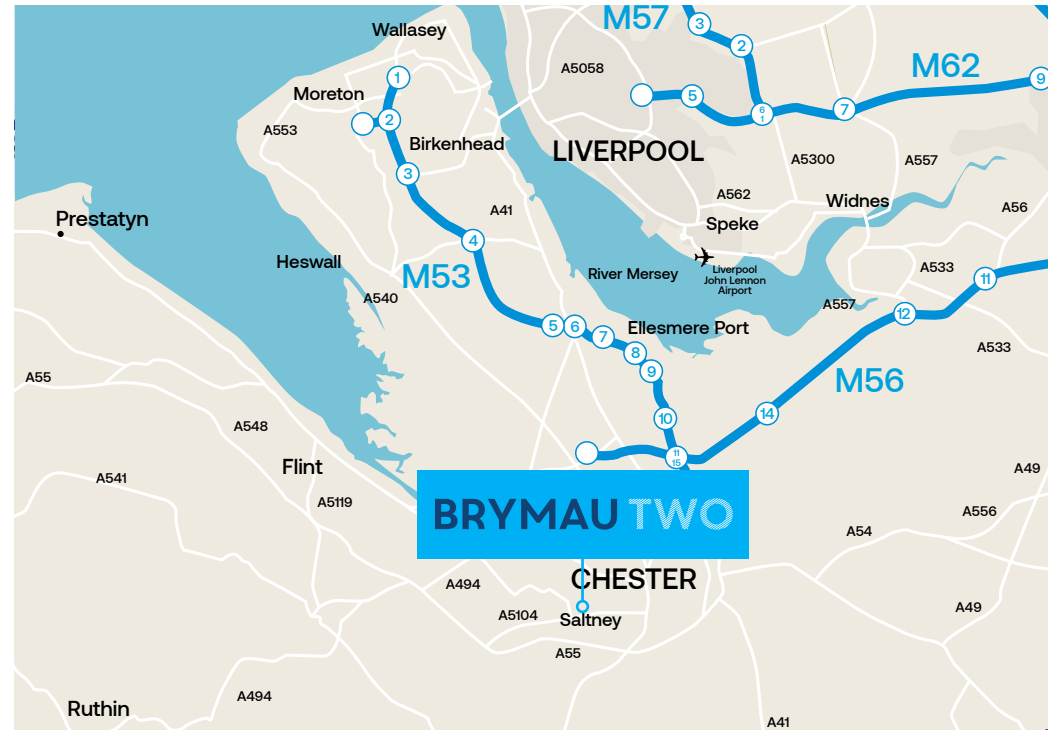 M57
Wallasey
3
2
A5058
M62
1
9
Moreton
5
6
1
7
2
A553
Birkenhead
LIVERPOOL
A5300
A557
3
A562
Widnes
A41
A56
Prestatyn
Speke
4
Heswall
M53
River Mersey
Liverpool
John Lennon
Airport
A533
11
A540
A557
12
5
6
7
Ellesmere Port
8
A533
9
A55
M56
10
14
A548
11
15
Flint
A541
A49
A5119
BRYMAU TWO
A556
A54
CHESTER
A494
A49
A5104
Saltney
A55
A494
Ruthin
A41